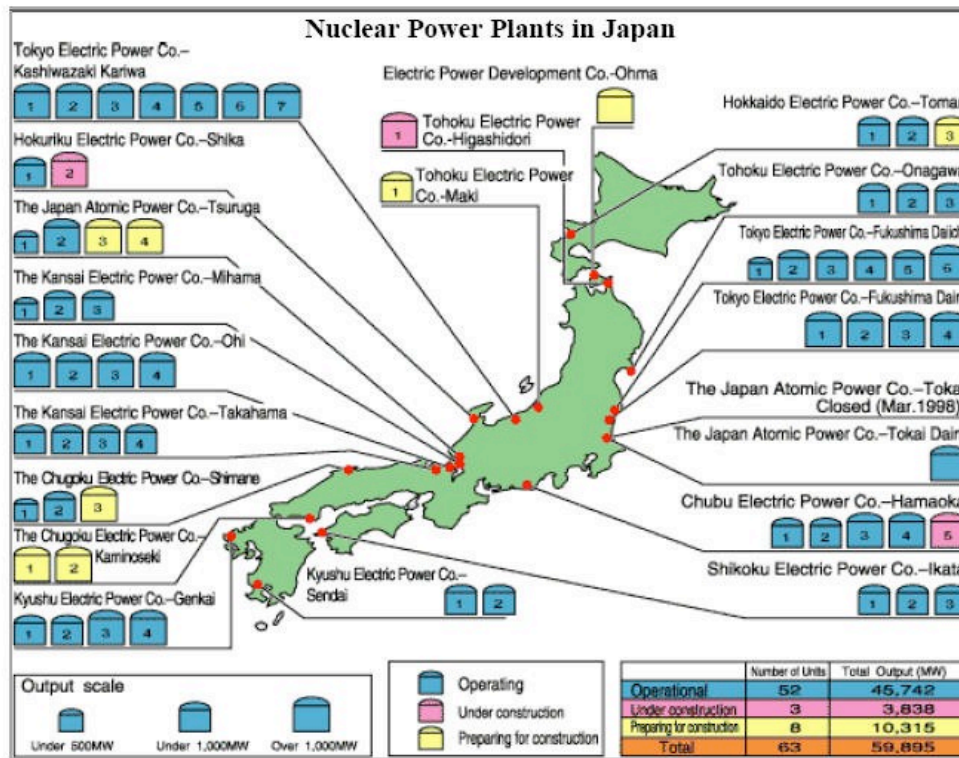 Nuclear Power Plants in Japan
Tokyo Electric Power Co.–
Kashiwazaki Kariwa
1 2 3 4 5 6 7
Hokuriku Electric Power Co.–Shika
1 2
The Japan Atomic Power Co.–Tsuruga
1 2 3 4
The Kansai Electric Power Co.–Mihama
1 2 3
The Kansai Electric Power Co.–Ohi
1 2 3 4
The Kansai Electric Power Co.–Takahama
1 2 3 4
The Chugoku Electric Power Co.–Shimane
1 2 3
The Chugoku Electric Power Co.–
Kaminoseki
1 2
Kyushu Electric Power Co.–Genkai
1 2 3 4
Electric Power Development Co.-Ohma
1 Tohoku Electric Power
Co.-Higashidori
1 Tohoku Electric Power
Co.-Maki
Kyushu Electric Power Co.–
Sendai
1 2
Hokkaido Electric Power Co.–Tomar
1 2 3
Tohoku Electric Power Co.–Onagawa
1 2 3
Tokyo Electric Power Co.–Fukushima Daiich
1 2 3 4 5 6
Tokyo Electric Power Co.–Fukushima Dain
1 2 3 4
The Japan Atomic Power Co.–Toka
Closed (Mar.1998)
The Japan Atomic Power Co.–Tokai Dain
Chubu Electric Power Co.–Hamaoka
1 2 3 4 5
Shikoku Electric Power Co.–Ikata
1 2 3
Output scale
Under 500MW Under 1,000MW Over 1,000MW
Operating
Under construction
Preparing for construction
Number of Units Total Output (MW)
Operational 52 45,742
Under construction 3 3,838
Preparing for construction 8 10,315
Total 63 59,895